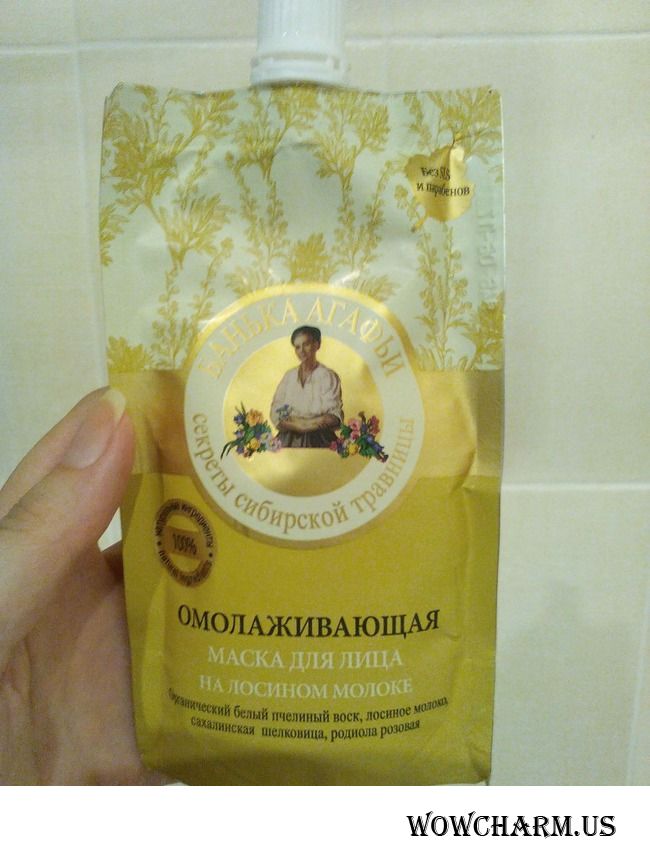 Без SLS
и парабенов
БАНЬКА АГАФЬИ
секреты сибирской травницы
100%
ОМОЛАЖИВАЮЩАЯ
МАСКА ДЛЯ ЛИЦА
НА ЛОСИНОМ МОЛОКЕ
Органический белый пчелиный воск, лосиное молоко,
сахалинская шелковица, родиола розовая
WOWCHARM.US